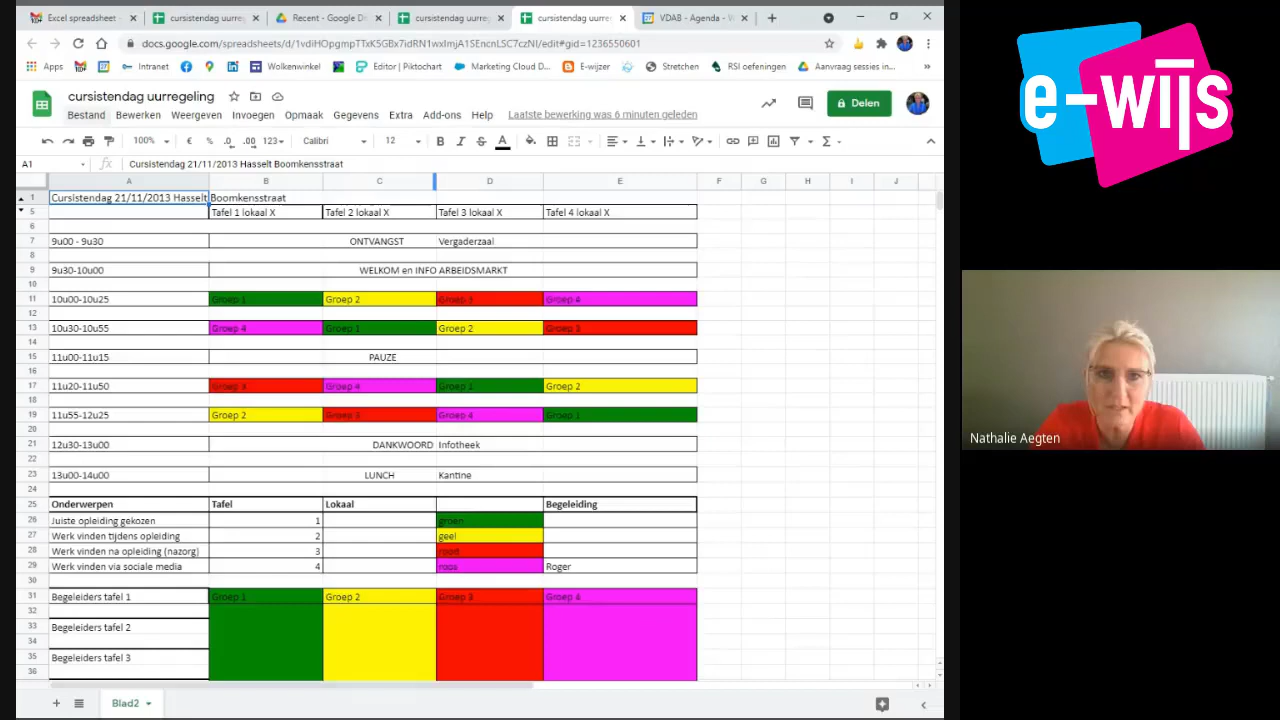 Excel spreadsheet -
cursistendag uurre
Recent - Google D
cursistendag uurre
cursistendag uurre
VDAB - Agenda - W
docs.google.com/spreadsheets/d/1vdiHOpgmpTTxK5GBx7idRN1wxImjA1SEncnLSC7czNI/edit#gid=1236550601
Apps
Intranet
Wolkenwinkel
Editor | Piktochart
Marketing Cloud D...
E-wijzer
Stretchen
RSI oefeningen
Aanvraag sessies in...
cursistendag uurregeling
Delen
Bestand Bewerken Weergeven Invoegen Opmaak Gegevens Extra Add-ons Help Laatste bewerking was 6 minuten geleden
100% € % .0 .00 123 Calibri 12 B I S A
A1 fx Cursistendag 21/11/2013 Hasselt Boomkensstraat
A B C D E F G H I J
1 Cursistendag 21/11/2013 Hasselt Boomkensstraat
5 Tafel 1 lokaal X Tafel 2 lokaal X Tafel 3 lokaal X Tafel 4 lokaal X
6
7 9u00 - 9u30 ONTVANGST Vergaderzaal
8
9 9u30-10u00 WELKOM en INFO ARBEIDSMARKT
10
11 10u00-10u25 Groep 1 Groep 2 Groep 3 Groep 4
12
13 10u30-10u55 Groep 4 Groep 1 Groep 2 Groep 3
14
15 11u00-11u15 PAUZE
16
17 11u20-11u50 Groep 3 Groep 4 Groep 1 Groep 2
18
19 11u55-12u25 Groep 2 Groep 3 Groep 4 Groep 1
20
21 12u30-13u00 DANKWOORD Infotheek
22
23 13u00-14u00 LUNCH Kantine
24
25 Onderwerpen Tafel Lokaal Begeleiding
26 Juiste opleiding gekozen 1 groen
27 Werk vinden tijdens opleiding 2 geel
28 Werk vinden na opleiding (nazorg) 3 rood
29 Werk vinden via sociale media 4 roos Roger
30
31 Begeleiders tafel 1 Groep 1 Groep 2 Groep 3 Groep 4
32
33 Begeleiders tafel 2
34
35 Begeleiders tafel 3
36
Blad2
e-wijs
Nathalie Aegten